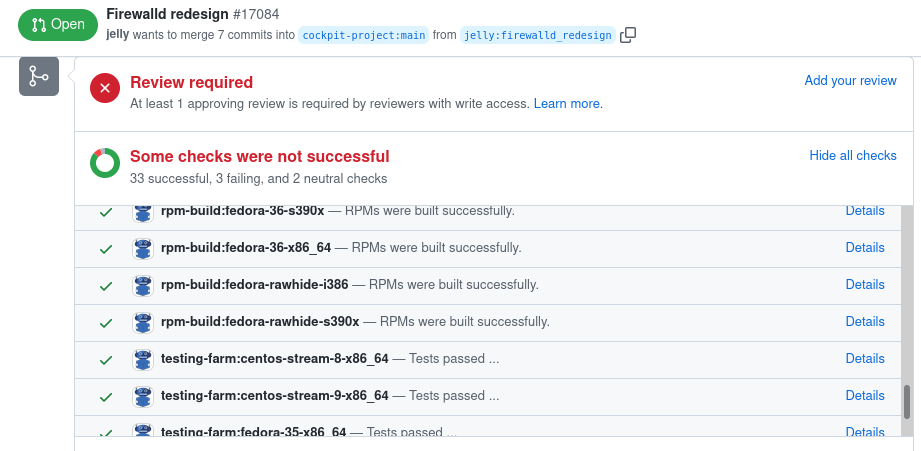 Open
Firewalld redesign #17084
jelly wants to merge 7 commits into cockpit-project:main from jelly:firewalld_redesign
Review required
Add your review
At least 1 approving review is required by reviewers with write access. Learn more.
Some checks were not successful
Hide all checks
33 successful, 3 failing, and 2 neutral checks
rpm-build:fedora-36-s390x — RPMs were built successfully. Details
rpm-build:fedora-36-x86_64 — RPMs were built successfully. Details
rpm-build:fedora-rawhide-i386 — RPMs were built successfully. Details
rpm-build:fedora-rawhide-s390x — RPMs were built successfully. Details
testing-farm:centos-stream-8-x86_64 — Tests passed ... Details
testing-farm:centos-stream-9-x86_64 — Tests passed ... Details
testing-farm:fedora-35-x86_64 — Tests passed ... Details